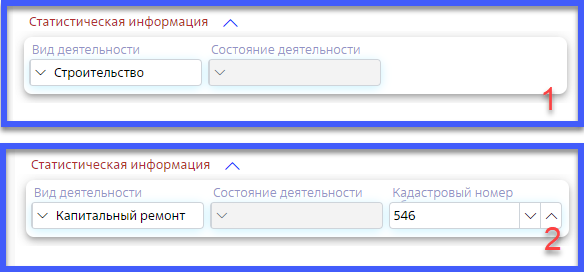 Статистическая информация
Вид деятельности Состояние деятельности
Строительство
1
Статистическая информация
Вид деятельности Состояние деятельности Кадастровый номер
Капитальный ремонт 546
2